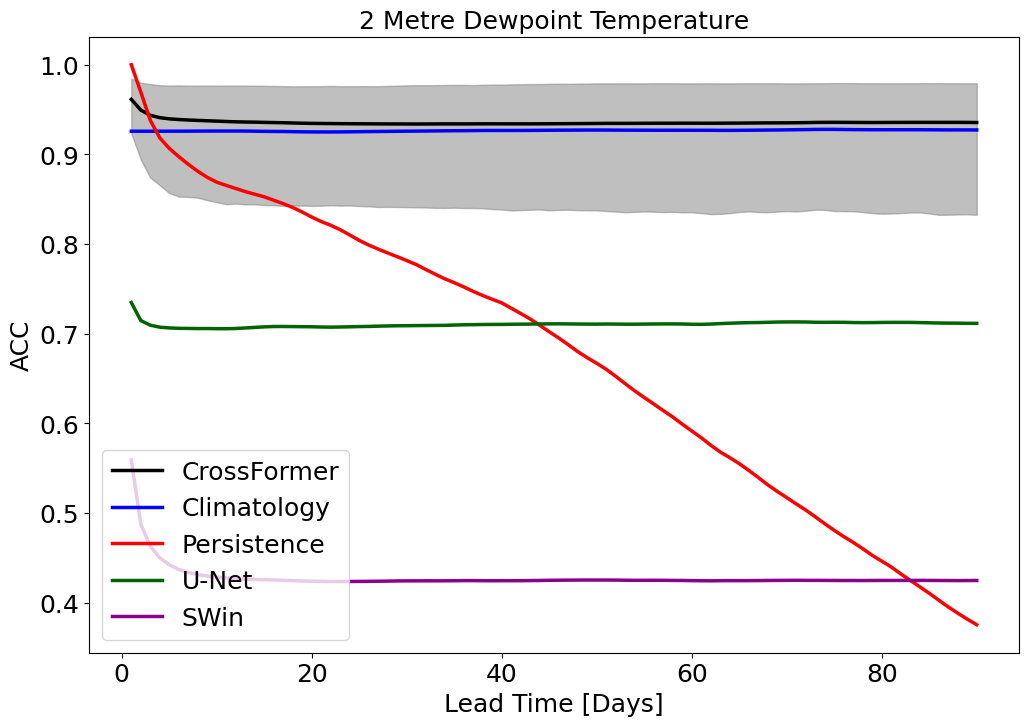 2 Metre Dewpoint Temperature
ACC
1.0
0.9
0.8
0.7
0.6
0.5
0.4
CrossFormer
Climatology
Persistence
U-Net
SWin
0 20 40 60 80
Lead Time [Days]